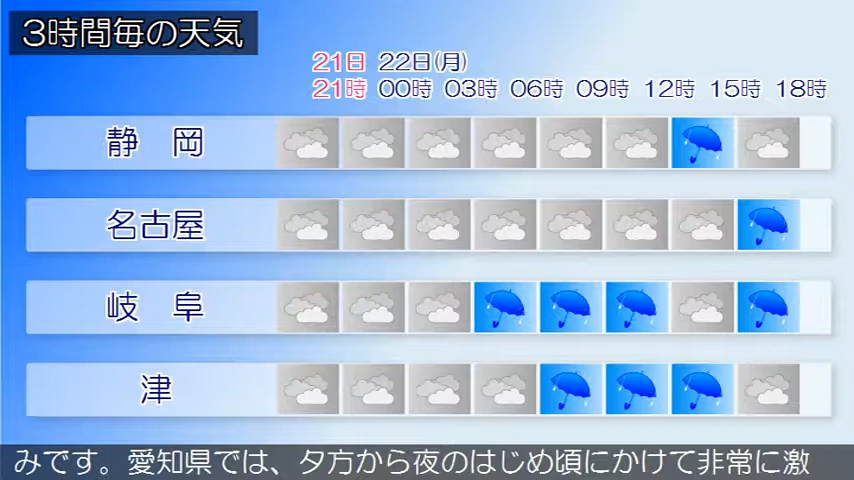 3時間毎の天気
21日 22日(月)
21時 00時 03時 06時 09時 12時 15時 18時
静 岡
名古屋
岐 阜
津
みです。愛知県では、夕方から夜のはじめ頃にかけて非常に激